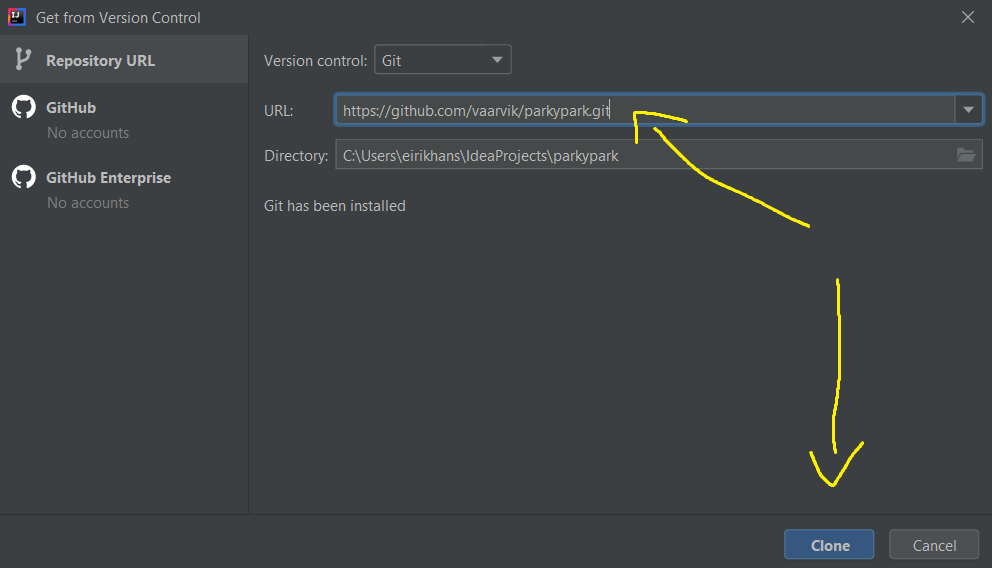 Get from Version Control
Repository URL
GitHub
No accounts
GitHub Enterprise
No accounts
Version control: Git
URL: https://github.com/vaarvik/parkypark.git
Directory: C:\Users\eirikhans\IdeaProjects\parkypark
Git has been installed
Clone Cancel